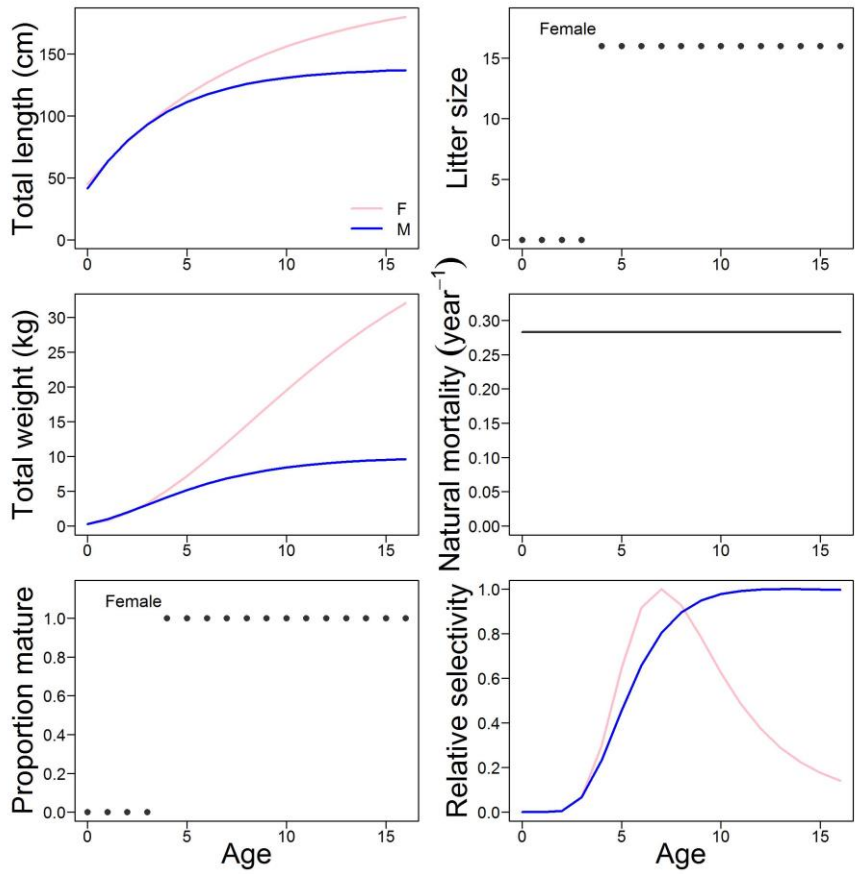 Total length (cm)
150
100
50
0
0 5 10 15
F
M
Litter size
15
10
5
0
0 5 10 15
Female
Total weight (kg)
30
25
20
15
10
5
0
0 5 10 15
Natural mortality (year⁻¹)
0.30
0.25
0.20
0.15
0.10
0.05
0.00
0 5 10 15
Proportion mature
1.0
0.8
0.6
0.4
0.2
0.0
0 5 10 15
Female
Age
Relative selectivity
1.0
0.8
0.6
0.4
0.2
0.0
0 5 10 15
Age